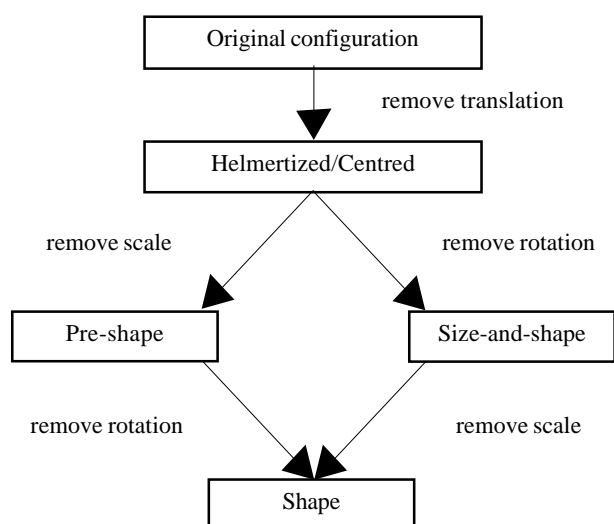 Original configuration
remove translation
Helmertized/Centred
remove scale
remove rotation
Pre-shape
Size-and-shape
remove rotation
remove scale
Shape